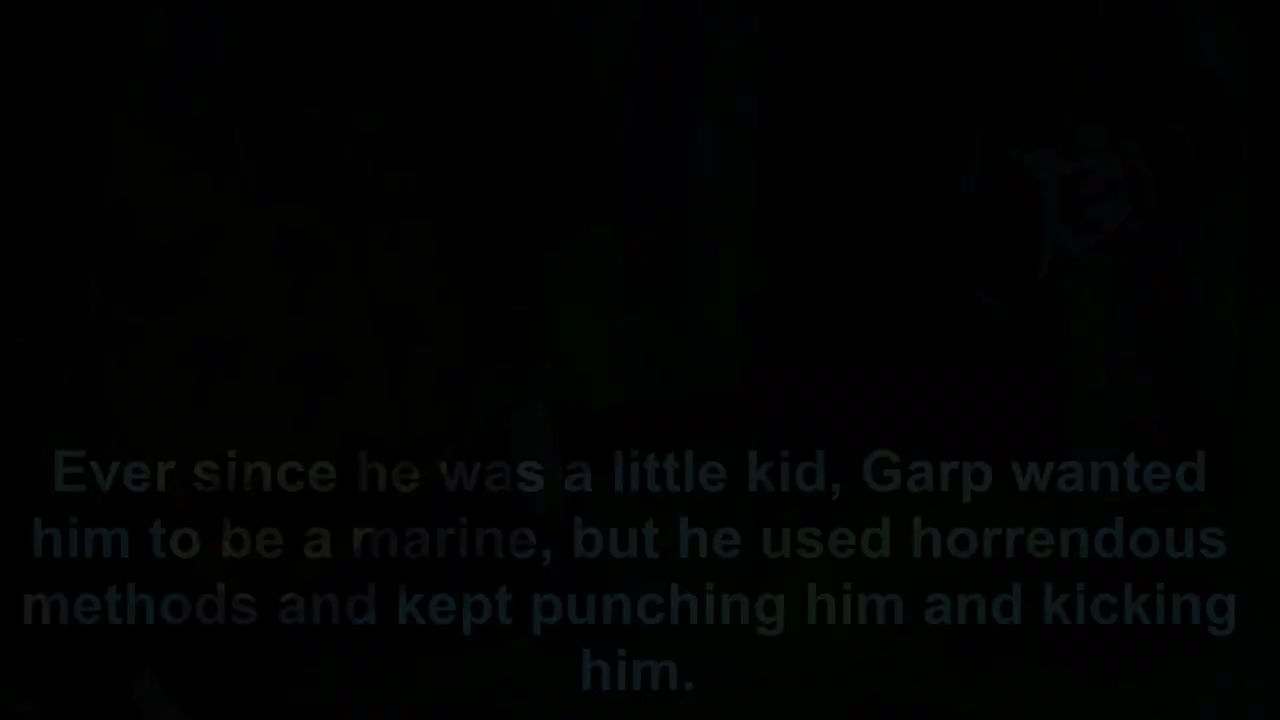 Ever since he was a little kid, Garp wanted
him to be a marine, but he used horrendous
methods and kept punching him and kicking
him.